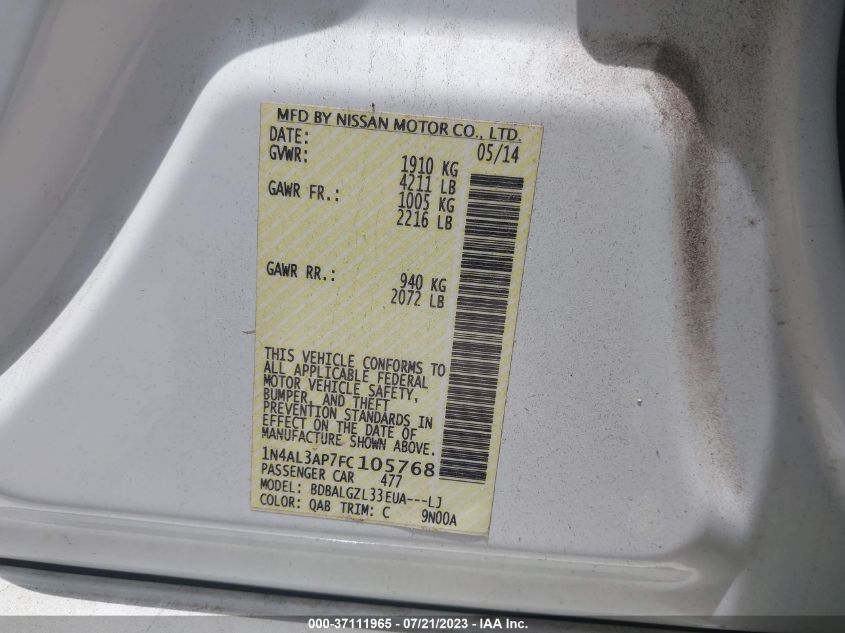 MFD BY NISSAN MOTOR CO., LTD.
DATE: 05/14
GVWR: 1910 KG
4211 LB
GAWR FR.: 1005 KG
2216 LB
GAWR RR.: 940 KG
2072 LB
THIS VEHICLE CONFORMS TO
ALL APPLICABLE FEDERAL
MOTOR VEHICLE SAFETY,
BUMPER, AND THEFT
PREVENTION STANDARDS IN
EFFECT ON THE DATE OF
MANUFACTURE SHOWN ABOVE.
1N4AL3AP7FC105768
PASSENGER CAR 477
MODEL: BDBALGZL33EUA---LJ
COLOR: QAB TRIM: C 9N00A
000-37111965 - 07/21/2023 - IAA Inc.